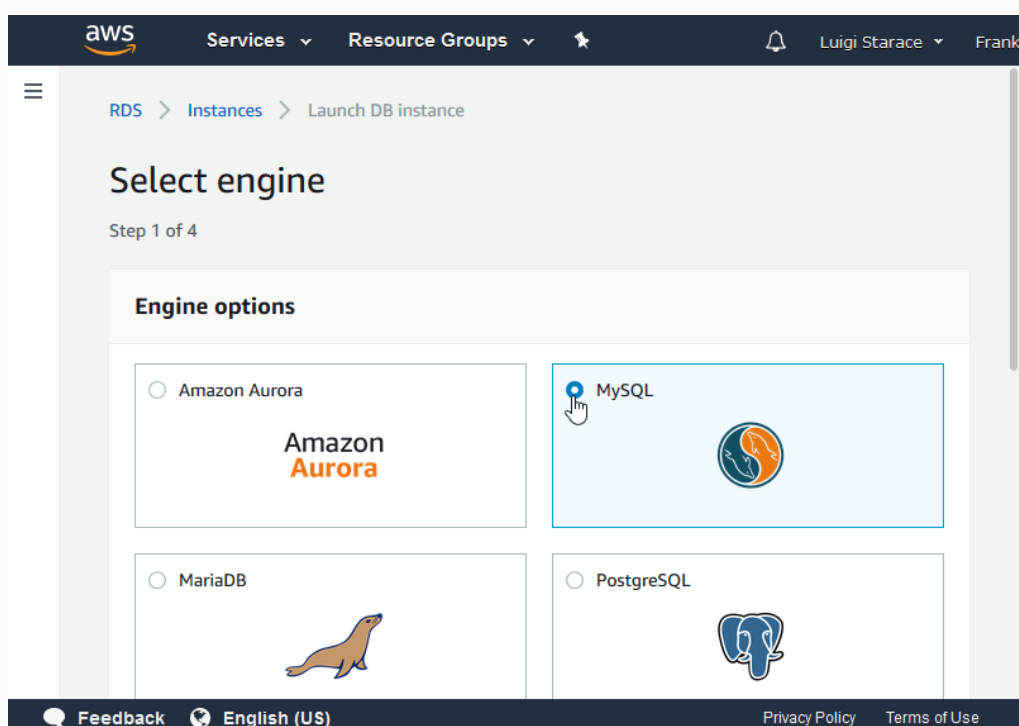 aws Services Resource Groups Luigi Starace Frank
RDS > Instances > Launch DB instance
Select engine
Step 1 of 4
Engine options
Amazon Aurora
MySQL
Amazon
Aurora
MariaDB
PostgreSQL
Feedback English (US) Privacy Policy Terms of Use